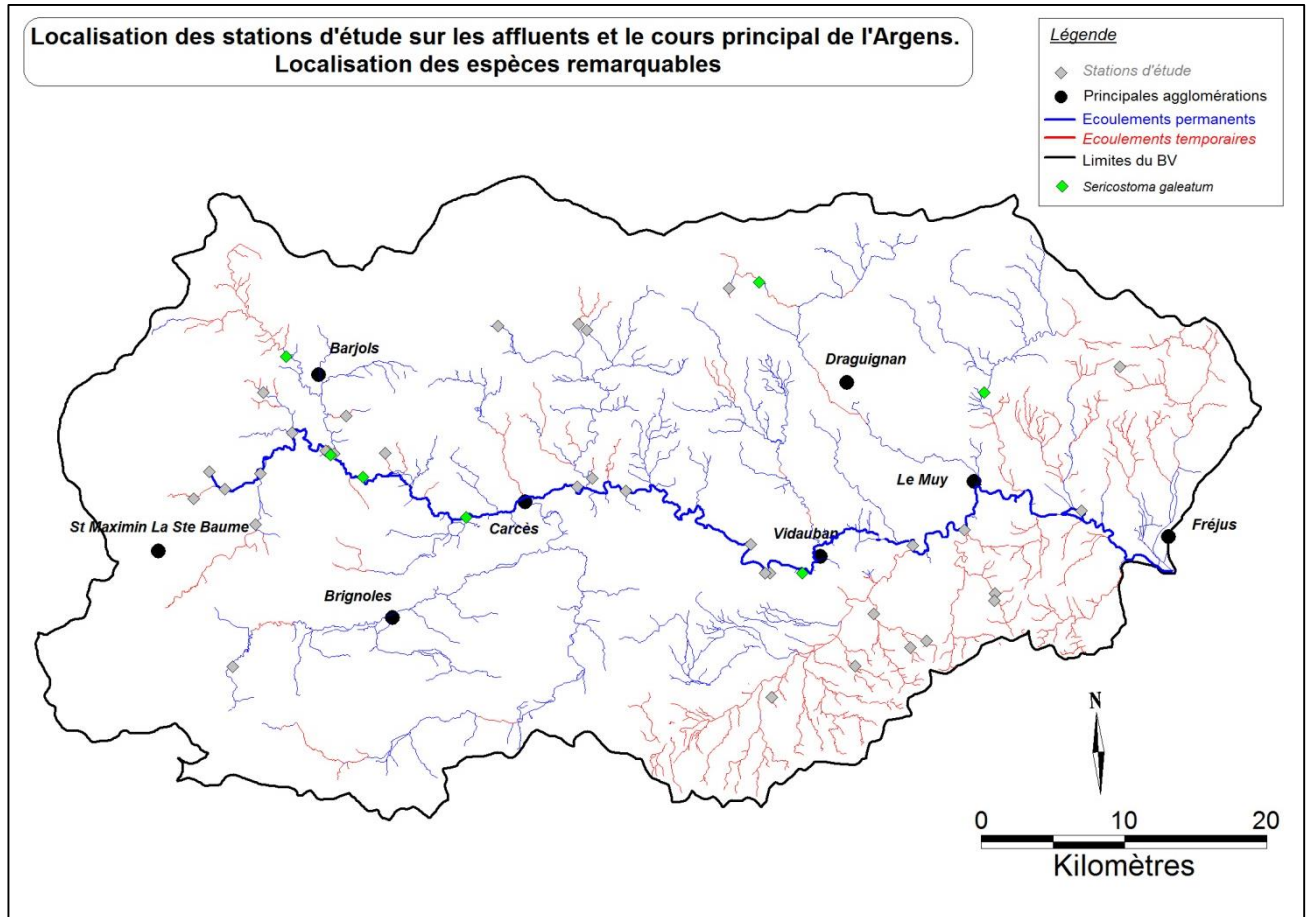 Localisation des stations d'étude sur les affluents et le cours principal de l'Argens.
Localisation des espèces remarquables
Légende
Stations d'étude
Principales agglomérations
Ecoulements permanents
Ecoulements temporaires
Limites du BV
Sericostoma galeatum
Barjols
Draguignan
Le Muy
St Maximin La Ste Baume
Carcès
Vidauban
Fréjus
Brignoles
N
0 10 20
Kilomètres